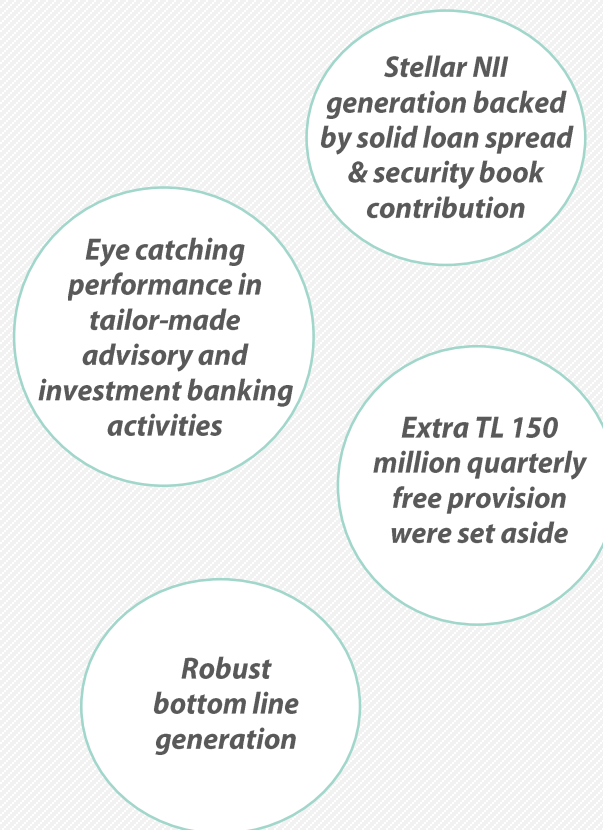 Stellar NII
generation backed
by solid loan spread
& security book
contribution
Eye catching
performance in
tailor-made
advisory and
investment banking
activities
Extra TL 150
million quarterly
free provision
were set aside
Robust
bottom line
generation